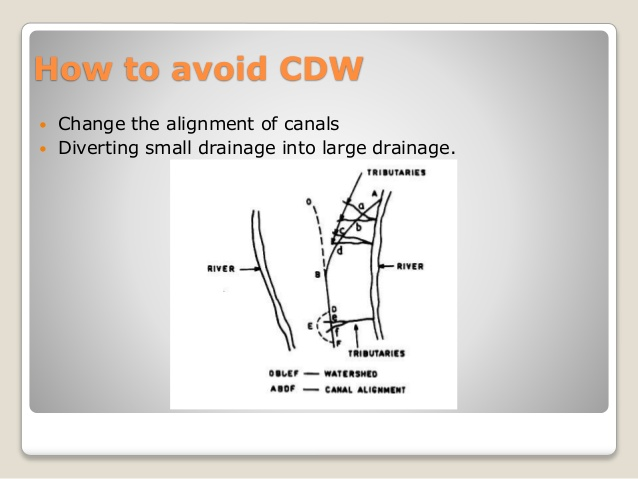 How to avoid CDW
Change the alignment of canals
Diverting small drainage into large drainage.
TRIBUTARIES
A
O
a
b
c
d
RIVER
B
RIVER
D
e
E
f
F
TRIBUTARIES
OBLEF — WATERSHED
ABDF — CANAL ALIGNMENT